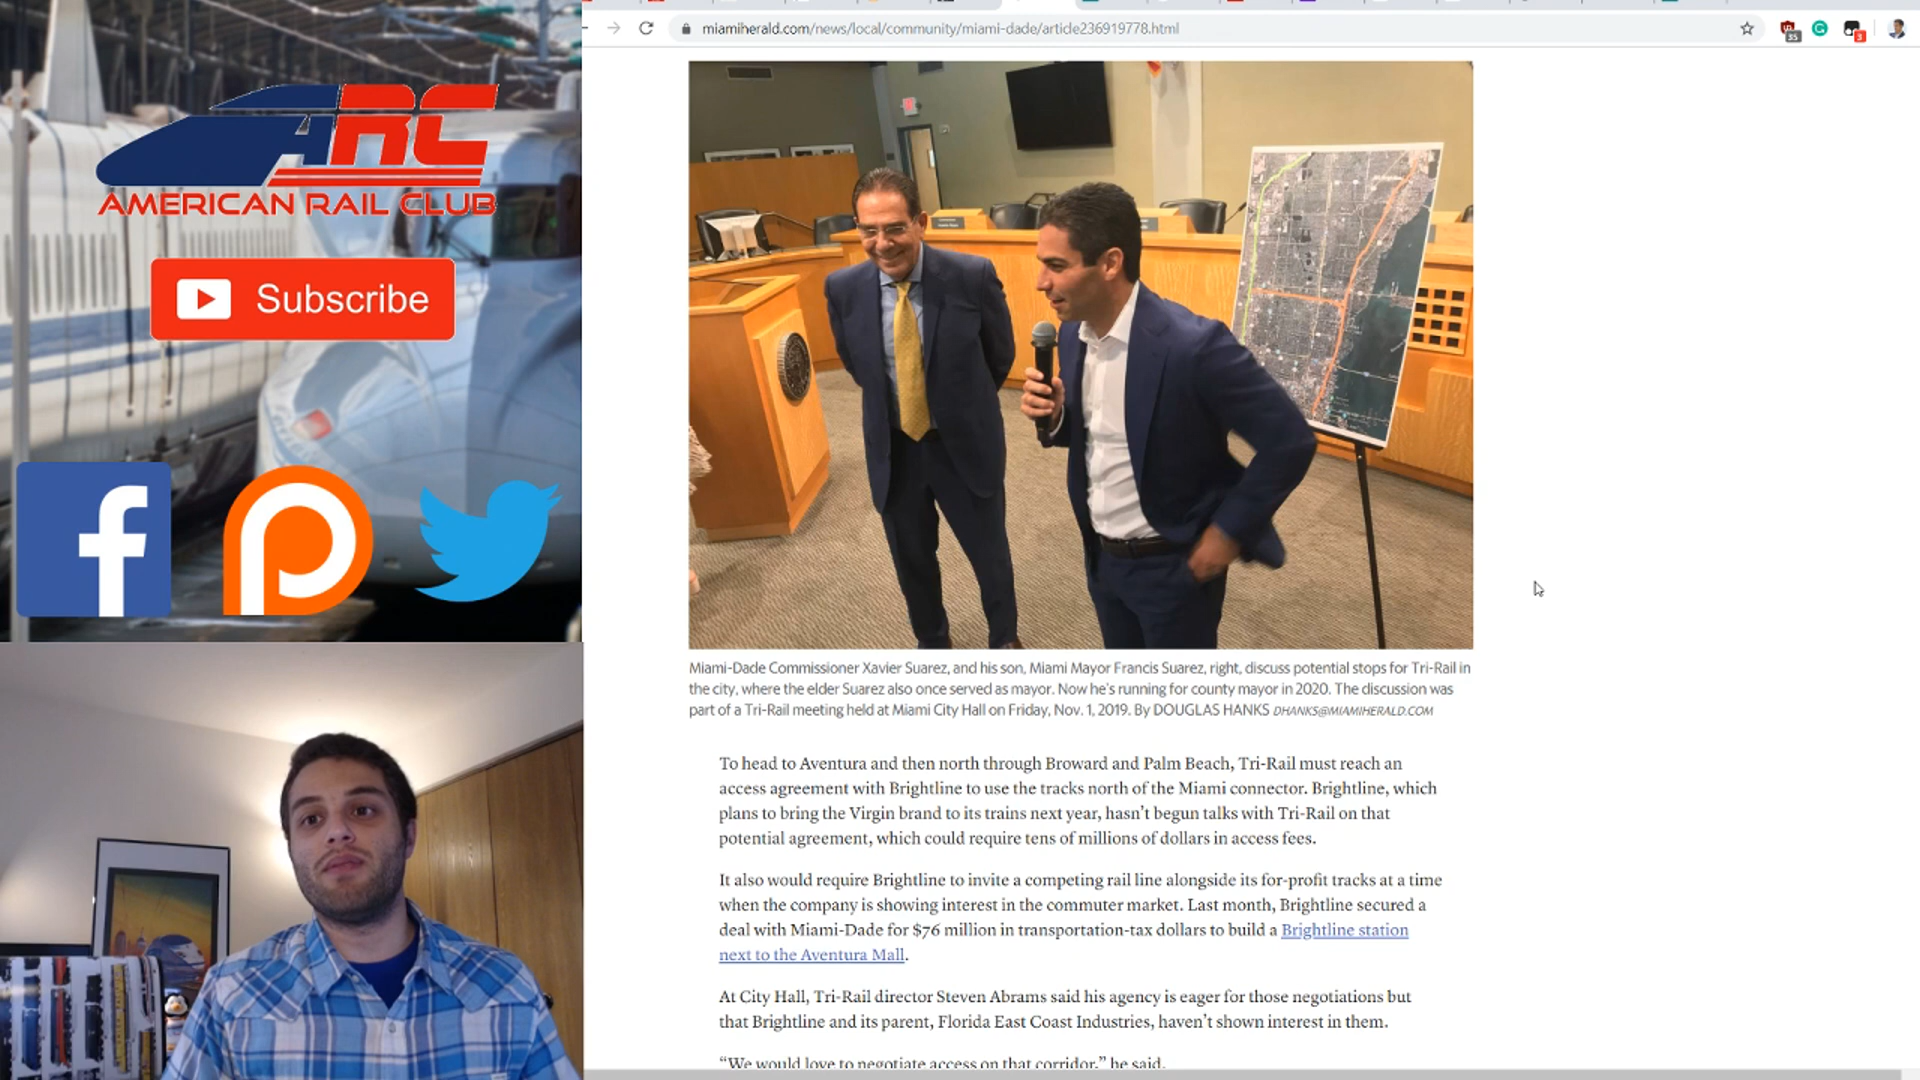 ARC
AMERICAN RAIL CLUB
Subscribe
miamiherald.com/news/local/community/miami-dade/article236919778.html
35
3
Miami-Dade Commissioner Xavier Suarez, and his son, Miami Mayor Francis Suarez, right, discuss potential stops for Tri-Rail in
the city, where the elder Suarez also once served as mayor. Now he's running for county mayor in 2020. The discussion was
part of a Tri-Rail meeting held at Miami City Hall on Friday, Nov. 1, 2019. By DOUGLAS HANKS DHANKS@MIAMIHERALD.COM
To head to Aventura and then north through Broward and Palm Beach, Tri-Rail must reach an
access agreement with Brightline to use the tracks north of the Miami connector. Brightline, which
plans to bring the Virgin brand to its trains next year, hasn't begun talks with Tri-Rail on that
potential agreement, which could require tens of millions of dollars in access fees.
It also would require Brightline to invite a competing rail line alongside its for-profit tracks at a time
when the company is showing interest in the commuter market. Last month, Brightline secured a
deal with Miami-Dade for $76 million in transportation-tax dollars to build a Brightline station
next to the Aventura Mall.
At City Hall, Tri-Rail director Steven Abrams said his agency is eager for those negotiations but
that Brightline and its parent, Florida East Coast Industries, haven't shown interest in them.
“We would love to negotiate access on that corridor,” he said.